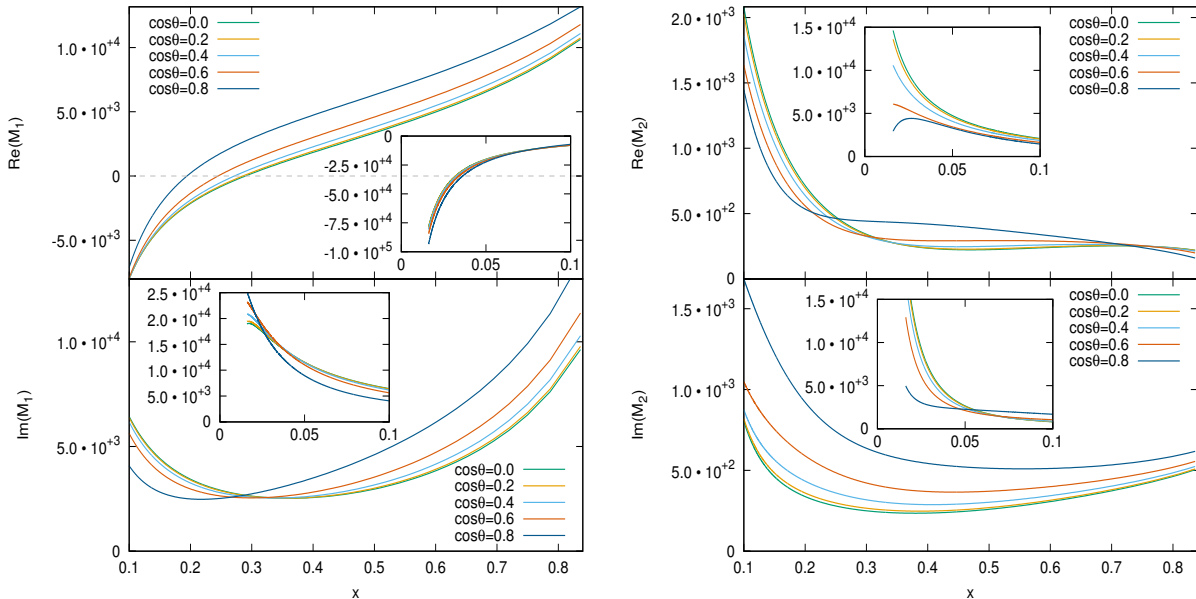 cosθ=0.0
cosθ=0.2
cosθ=0.4
cosθ=0.6
cosθ=0.8
1.0 • 10⁺⁴
5.0 • 10⁺³
0
-5.0 • 10⁺³
Re(M₁)
0
-2.5 • 10⁺⁴
-5.0 • 10⁺⁴
-7.5 • 10⁺⁴
-1.0 • 10⁺⁵
0
0.05
0.1
2.0 • 10⁺³
1.5 • 10⁺³
1.0 • 10⁺³
5.0 • 10⁺²
0
Re(M₂)
1.5 • 10⁺⁴
1.0 • 10⁺⁴
5.0 • 10⁺³
0
0
0.05
0.1
cosθ=0.0
cosθ=0.2
cosθ=0.4
cosθ=0.6
cosθ=0.8
1.0 • 10⁺⁴
5.0 • 10⁺³
0
Im(M₁)
2.5 • 10⁺⁴
2.0 • 10⁺⁴
1.5 • 10⁺⁴
1.0 • 10⁺⁴
5.0 • 10⁺³
0
0
0.05
0.1
cosθ=0.0
cosθ=0.2
cosθ=0.4
cosθ=0.6
cosθ=0.8
0.1 0.2 0.3 0.4 0.5 0.6 0.7 0.8
x
1.5 • 10⁺³
1.0 • 10⁺³
5.0 • 10⁺²
0
Im(M₂)
1.5 • 10⁺⁴
1.0 • 10⁺⁴
5.0 • 10⁺³
0
0
0.05
0.1
cosθ=0.0
cosθ=0.2
cosθ=0.4
cosθ=0.6
cosθ=0.8
0.1 0.2 0.3 0.4 0.5 0.6 0.7 0.8
x